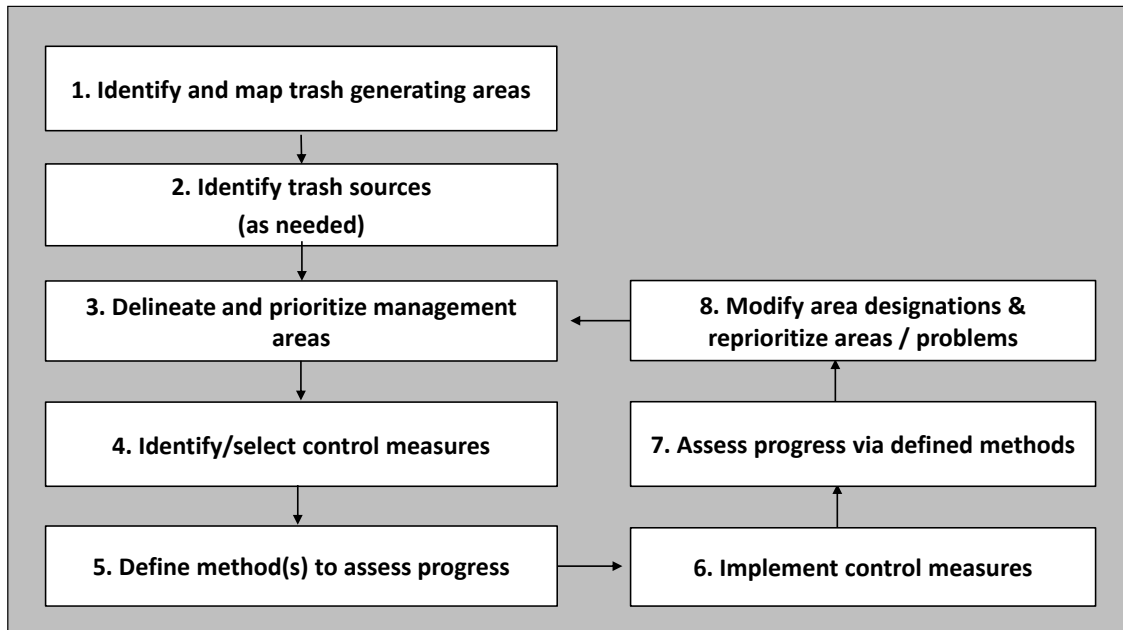 1. Identify and map trash generating areas
2. Identify trash sources
(as needed)
3. Delineate and prioritize management
areas
4. Identify/select control measures
5. Define method(s) to assess progress
6. Implement control measures
7. Assess progress via defined methods
8. Modify area designations &
reprioritize areas / problems